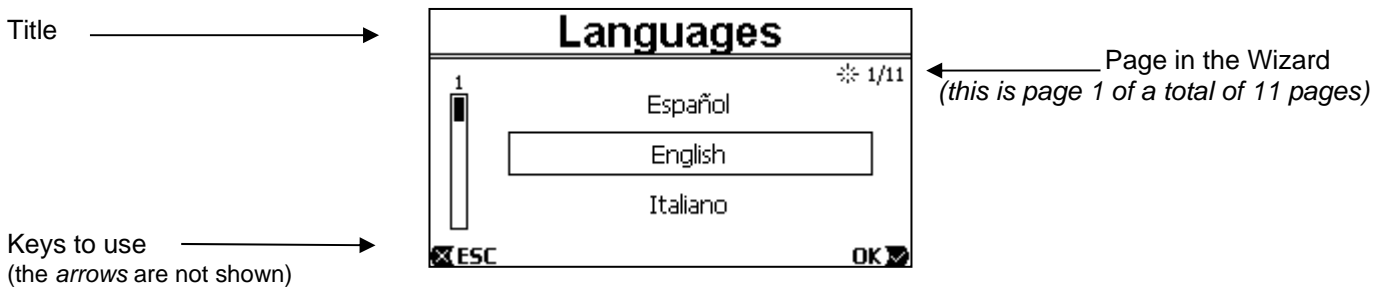 Title
Languages
1
1/11
Page in the Wizard
(this is page 1 of a total of 11 pages)
Español
English
Italiano
Keys to use
(the arrows are not shown)
ESC
OK